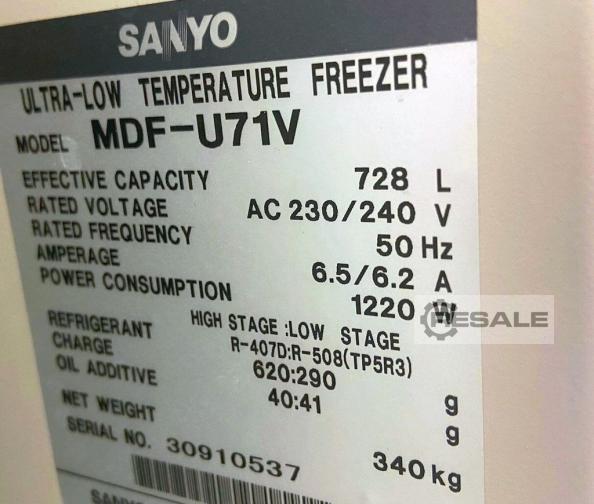 SANYO
ULTRA-LOW TEMPERATURE FREEZER
MODEL MDF-U71V
EFFECTIVE CAPACITY 728 L
RATED VOLTAGE AC 230/240 V
RATED FREQUENCY 50 Hz
AMPERAGE 6.5/6.2 A
POWER CONSUMPTION 1220 W
HIGH STAGE :LOW STAGE
REFRIGERANT R-407D:R-508(TP5R3)
CHARGE 620:290 g
OIL ADDITIVE 40:41 g
NET WEIGHT 340 kg
SERIAL NO. 30910537
SANYO
RESALE